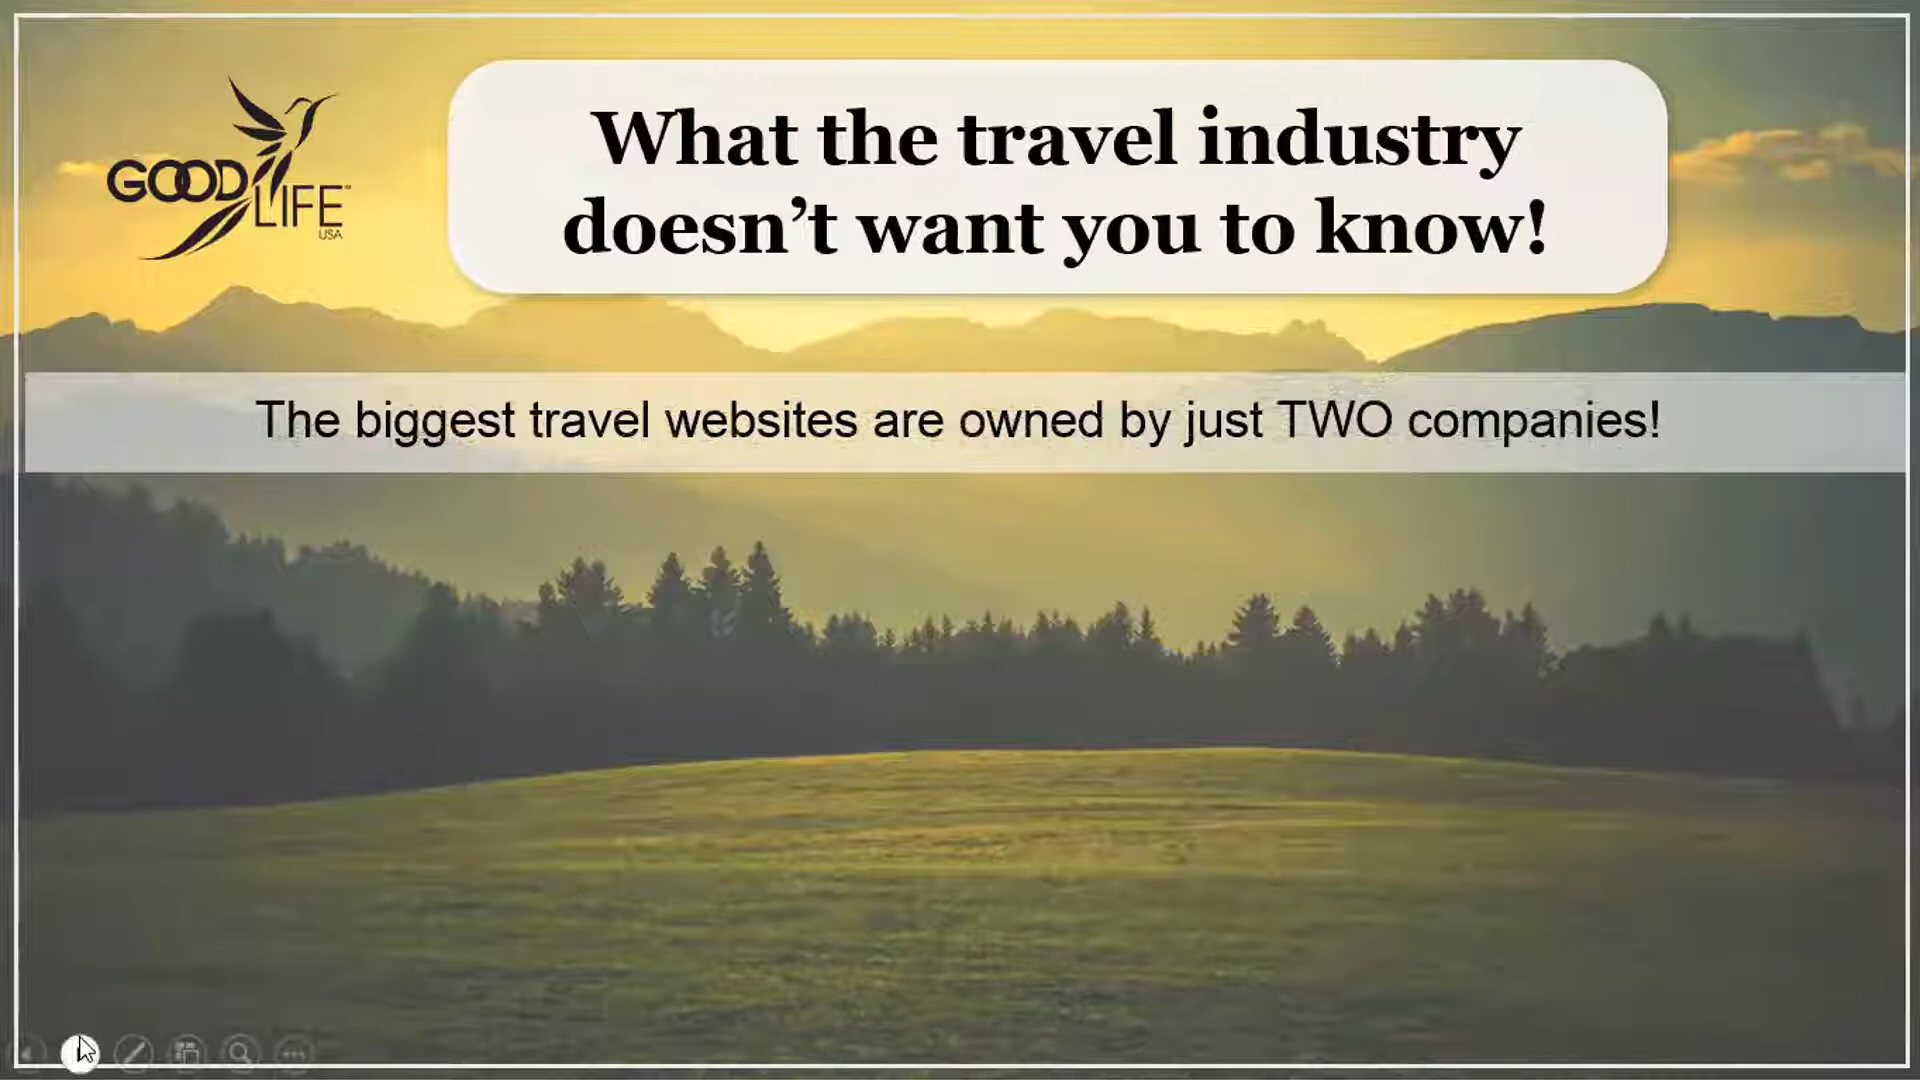 GOOD LIFE
USA
What the travel industry
doesn’t want you to know!
The biggest travel websites are owned by just TWO companies!